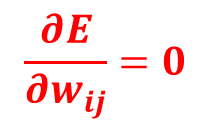 ∂E/∂w_ij = 0